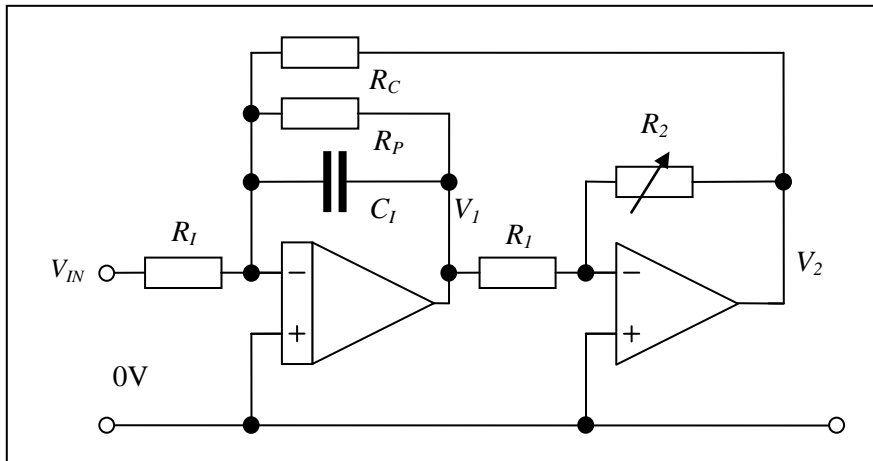 R_C
R_P
R_2
C_I
V_1
R_I
R_1
V_IN
V_2
−
−
+
+
0V